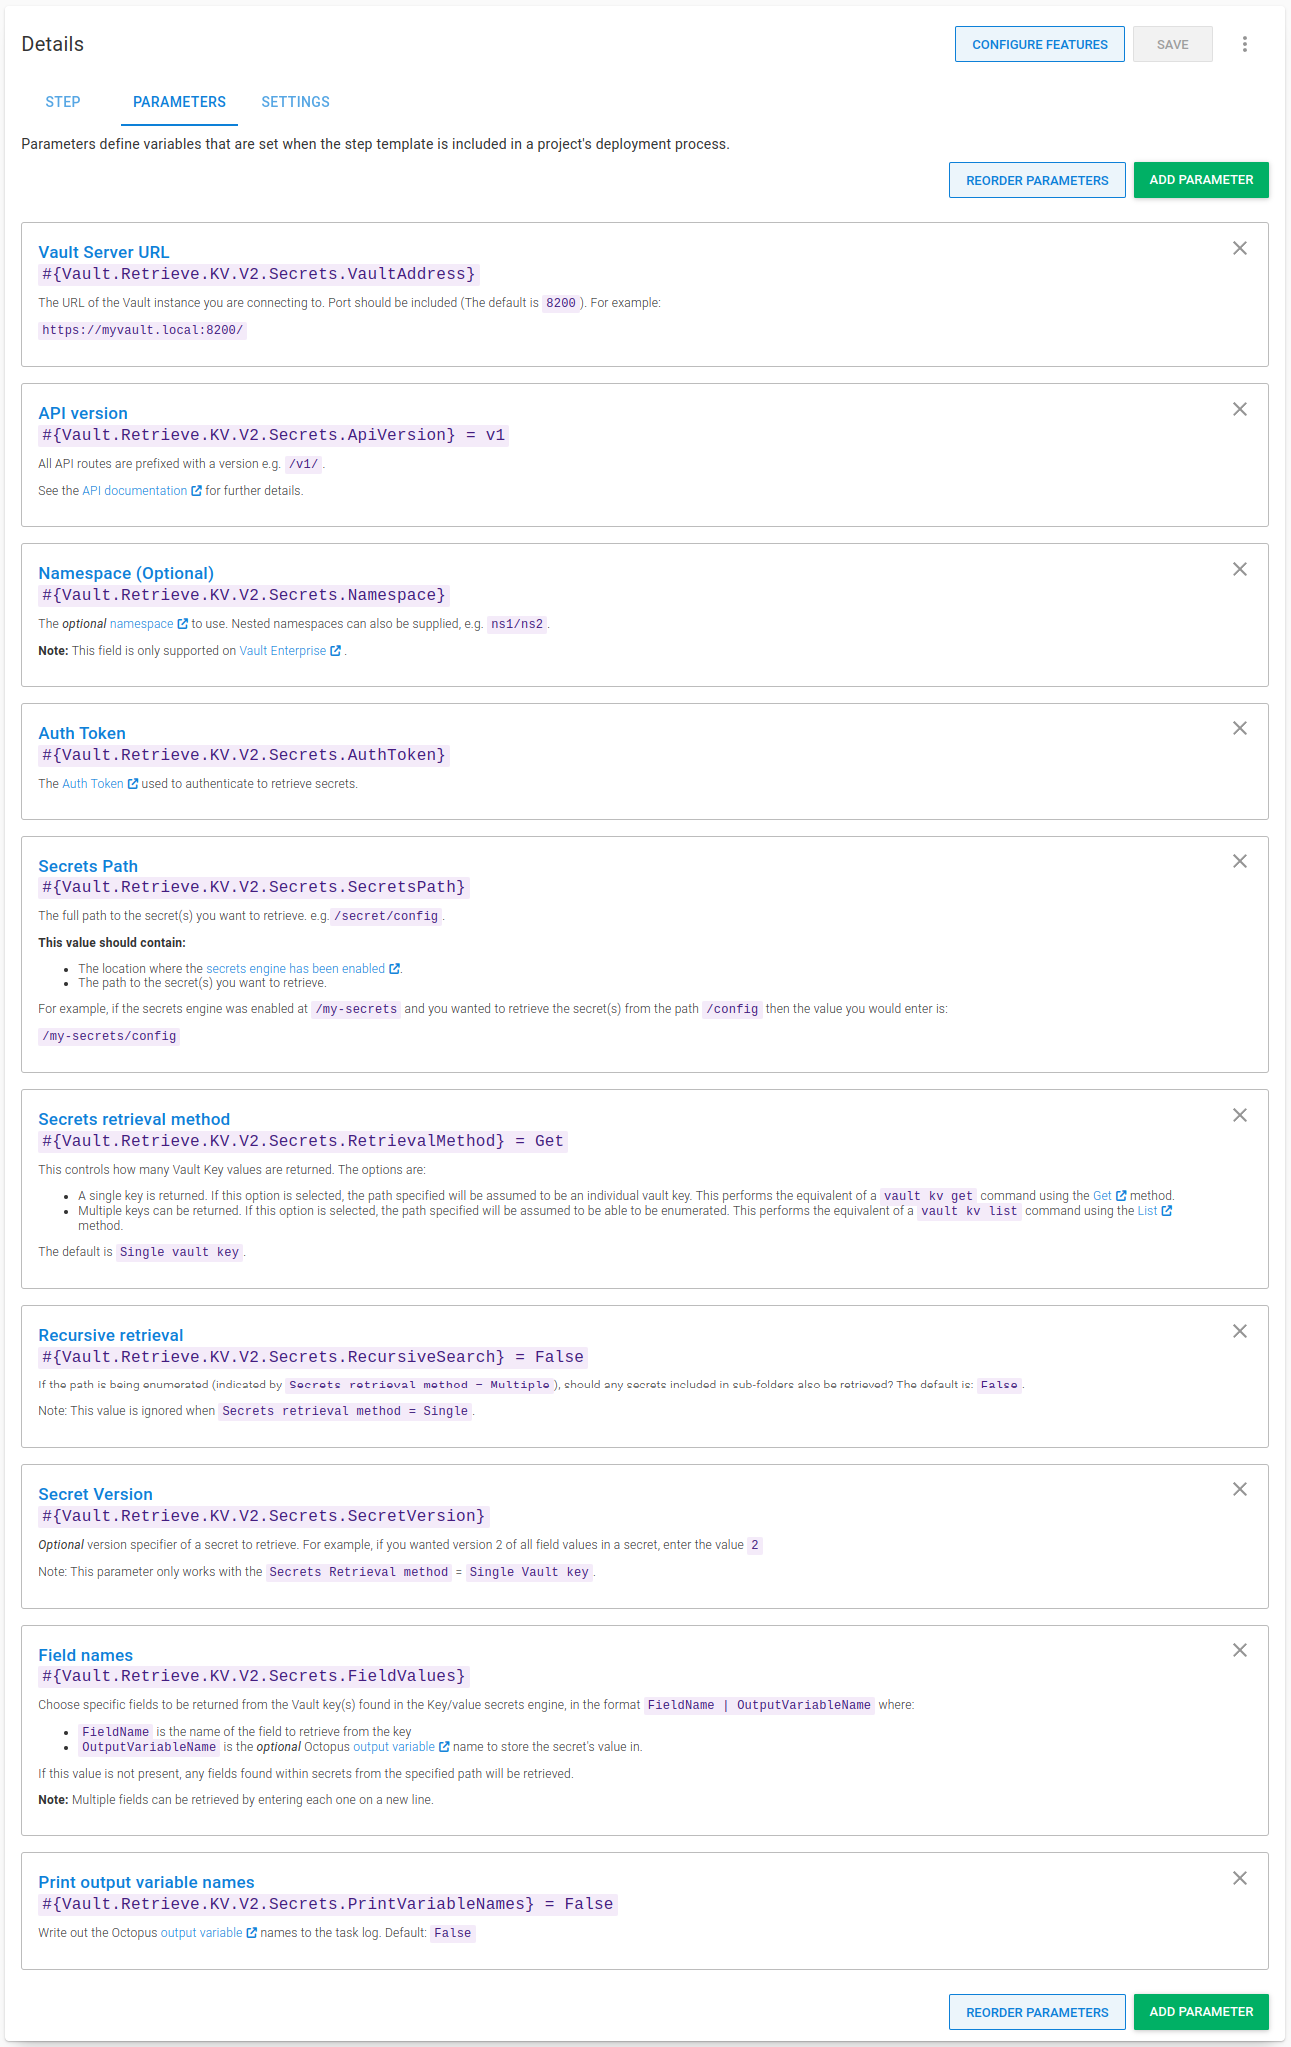 Details
CONFIGURE FEATURES
SAVE
STEP
PARAMETERS
SETTINGS
Parameters define variables that are set when the step template is included in a project's deployment process.
REORDER PARAMETERS
ADD PARAMETER
Vault Server URL
#{Vault.Retrieve.KV.V2.Secrets.VaultAddress}
The URL of the Vault instance you are connecting to. Port should be included (The default is 8200 ). For example:
https://myvault.local:8200/
API version
#{Vault.Retrieve.KV.V2.Secrets.ApiVersion} = v1
All API routes are prefixed with a version e.g. /v1/ .
See the API documentation for further details.
Namespace (Optional)
#{Vault.Retrieve.KV.V2.Secrets.Namespace}
The optional namespace to use. Nested namespaces can also be supplied, e.g. ns1/ns2 .
Note: This field is only supported on Vault Enterprise .
Auth Token
#{Vault.Retrieve.KV.V2.Secrets.AuthToken}
The Auth Token used to authenticate to retrieve secrets.
Secrets Path
#{Vault.Retrieve.KV.V2.Secrets.SecretsPath}
The full path to the secret(s) you want to retrieve. e.g. /secret/config .
This value should contain:
• The location where the secrets engine has been enabled .
• The path to the secret(s) you want to retrieve.
For example, if the secrets engine was enabled at /my-secrets and you wanted to retrieve the secret(s) from the path /config then the value you would enter is:
/my-secrets/config
Secrets retrieval method
#{Vault.Retrieve.KV.V2.Secrets.RetrievalMethod} = Get
This controls how many Vault Key values are returned. The options are:
• A single key is returned. If this option is selected, the path specified will be assumed to be an individual vault key. This performs the equivalent of a vault kv get command using the Get method.
• Multiple keys can be returned. If this option is selected, the path specified will be assumed to be able to be enumerated. This performs the equivalent of a vault kv list command using the List
method.
The default is Single vault key .
Recursive retrieval
#{Vault.Retrieve.KV.V2.Secrets.RecursiveSearch} = False
If the path is being enumerated (indicated by Secrets retrieval method = Multiple ), should any secrets included in sub-folders also be retrieved? The default is: False .
Note: This value is ignored when Secrets retrieval method = Single .
Secret Version
#{Vault.Retrieve.KV.V2.Secrets.SecretVersion}
Optional version specifier of a secret to retrieve. For example, if you wanted version 2 of all field values in a secret, enter the value 2
Note: This parameter only works with the Secrets Retrieval method = Single Vault key .
Field names
#{Vault.Retrieve.KV.V2.Secrets.FieldValues}
Choose specific fields to be returned from the Vault key(s) found in the Key/value secrets engine, in the format FieldName | OutputVariableName where:
• FieldName is the name of the field to retrieve from the key
• OutputVariableName is the optional Octopus output variable name to store the secret's value in.
If this value is not present, any fields found within secrets from the specified path will be retrieved.
Note: Multiple fields can be retrieved by entering each one on a new line.
Print output variable names
#{Vault.Retrieve.KV.V2.Secrets.PrintVariableNames} = False
Write out the Octopus output variable names to the task log. Default: False
REORDER PARAMETERS
ADD PARAMETER